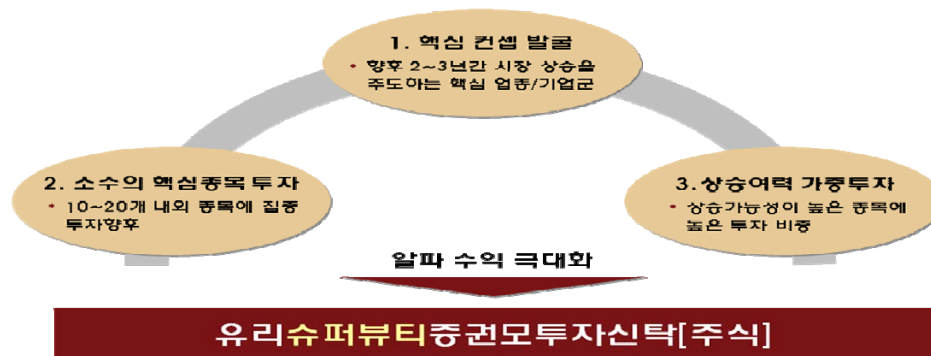 1. 핵심 컨셉 발굴
• 향후 2~3년간 시장 상승을
주도하는 핵심 업종/기업군
2. 소수의 핵심종목 투자
• 10~20개 내외 종목에 집중
투자향후
3. 상승여력 가중투자
• 상승가능성이 높은 종목에
높은 투자 비중
알파 수익 극대화
유리슈퍼뷰티증권모투자신탁[주식]